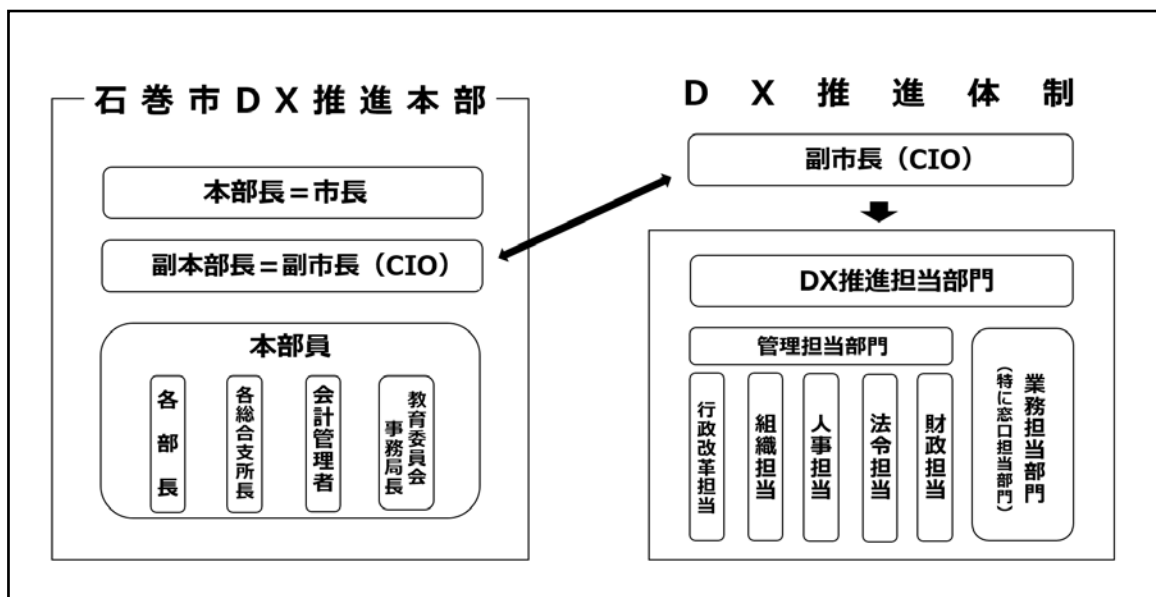 石巻市DX推進本部
本部長＝市長
副本部長＝副市長（CIO）
本部員
各部長
各総合支所長
会計管理者
教育委員会
事務局長
DX推進体制
副市長（CIO）
DX推進担当部門
管理担当部門
行政改革担当
組織担当
人事担当
法令担当
財政担当
業務担当部門
（特に窓口担当部門）